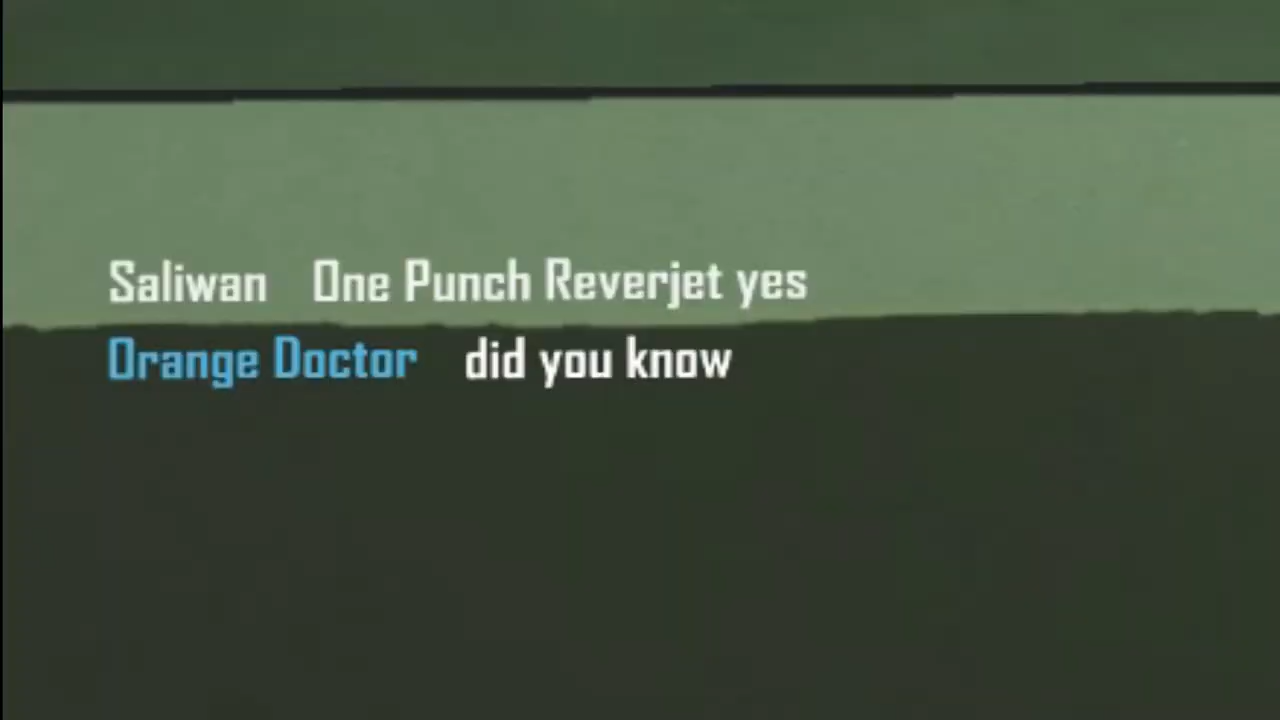 Saliwan One Punch Reverjet yes
Orange Doctor did you know